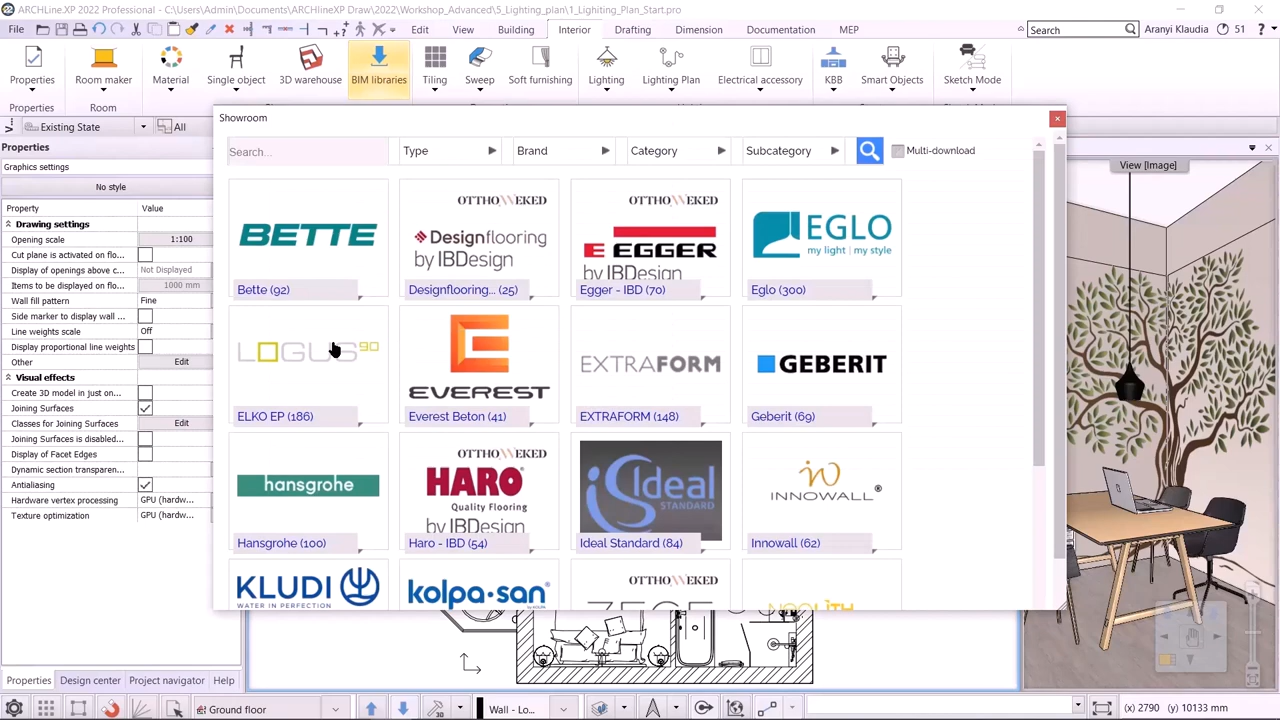 ARCHLine.XP 2022 Professional - C:\Users\Admin\Documents\ARCHlineXP Draw\2022\Workshop_Advanced\5_Lighting_plan\1_Lighting_Plan_Start.pro
File
Edit
View
Building
Interior
Drafting
Dimension
Documentation
MEP
Search
Aranyi Klaudia
51
?
Properties
Room maker
Material
Single object
3D warehouse
BIM libraries
Tiling
Sweep
Soft furnishing
Lighting
Lighting Plan
Electrical accessory
KBB
Smart Objects
Sketch Mode
Properties
Room
Existing State
All
Properties
Graphics settings
No style
Property Value
Drawing settings
Opening scale 1:100
Cut plane is activated on flo...
Display of openings above c... Not Displayed
Items to be displayed on flo... 1000 mm
Wall fill pattern Fine
Side marker to display wall ...
Line weights scale Off
Display proportional line weights
Other Edit
Visual effects
Create 3D model in just on...
Joining Surfaces
Classes for Joining Surfaces Edit
Joining Surfaces is disabled...
Display of Facet Edges
Dynamic section transparen...
Antialiasing
Hardware vertex processing GPU (hardw...
Texture optimization GPU (hardw...
Showroom
Search...
Type
Brand
Category
Subcategory
Multi-download
BETTE
Bette (92)
OTTHOWEKED
Designflooring
by IBDesign
Designflooring... (25)
OTTHOWEKED
EGGER
by IBDesign
Egger - IBD (70)
EGLO
my light | my style
Eglo (300)
LOGUS90
ELKO EP (186)
EVEREST
Everest Beton (41)
EXTRAFORM
EXTRAFORM (148)
GEBERIT
Geberit (69)
hansgrohe
Hansgrohe (100)
OTTHOWEKED
HARO
Quality Flooring
by IBDesign
Haro - IBD (54)
Ideal
STANDARD
Ideal Standard (84)
INNOWALL®
Innowall (62)
KLUDI
WATER IN PERFECTION
kolpa·san
OTTHOWEKED
View [Image]
Properties
Design center
Project navigator
Help
Ground floor
Wall - Lo...
(x) 2790 (y) 10133 mm